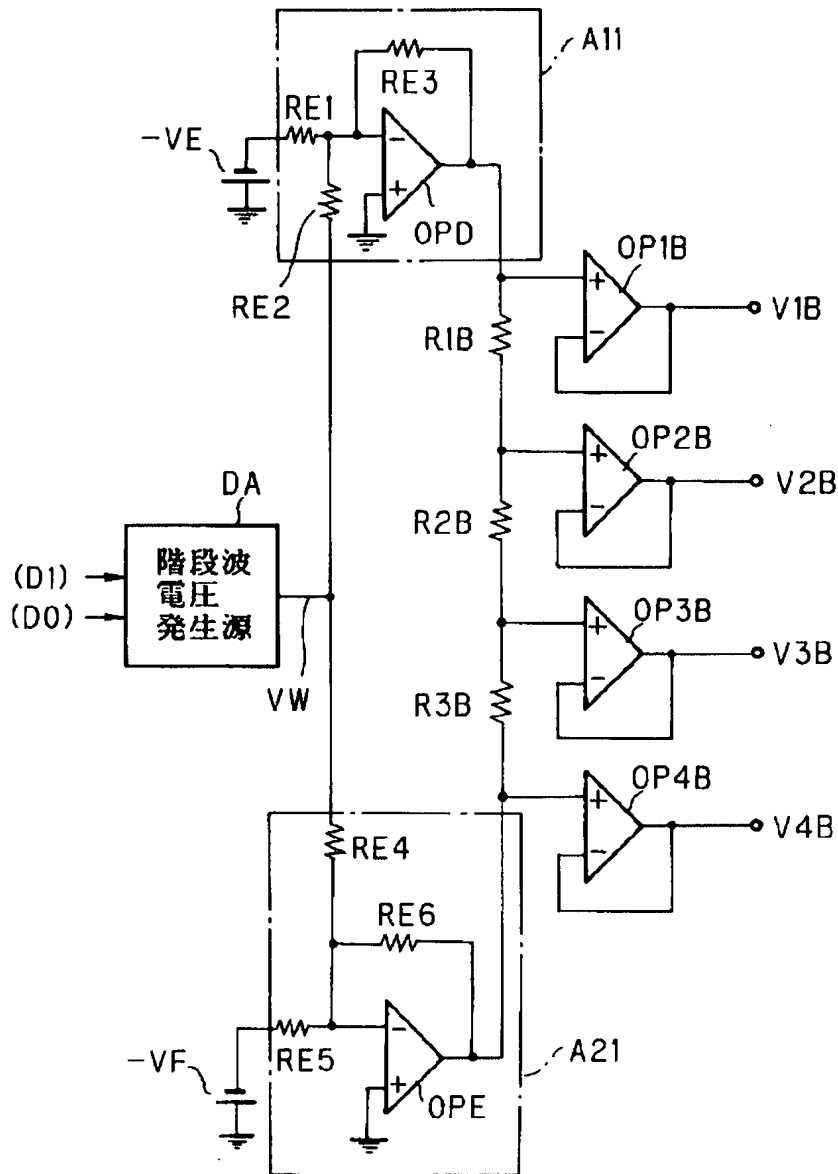 A11
RE3
RE1
-VE
-
+
OPD
RE2
OP1B
+
-
V1B
R1B
OP2B
+
-
V2B
DA
R2B
(D1)
(D0)
階段波
電圧
発生源
OP3B
+
-
V3B
VW
R3B
OP4B
+
-
V4B
RE4
RE6
-
+
RE5
-VF
OPE
A21